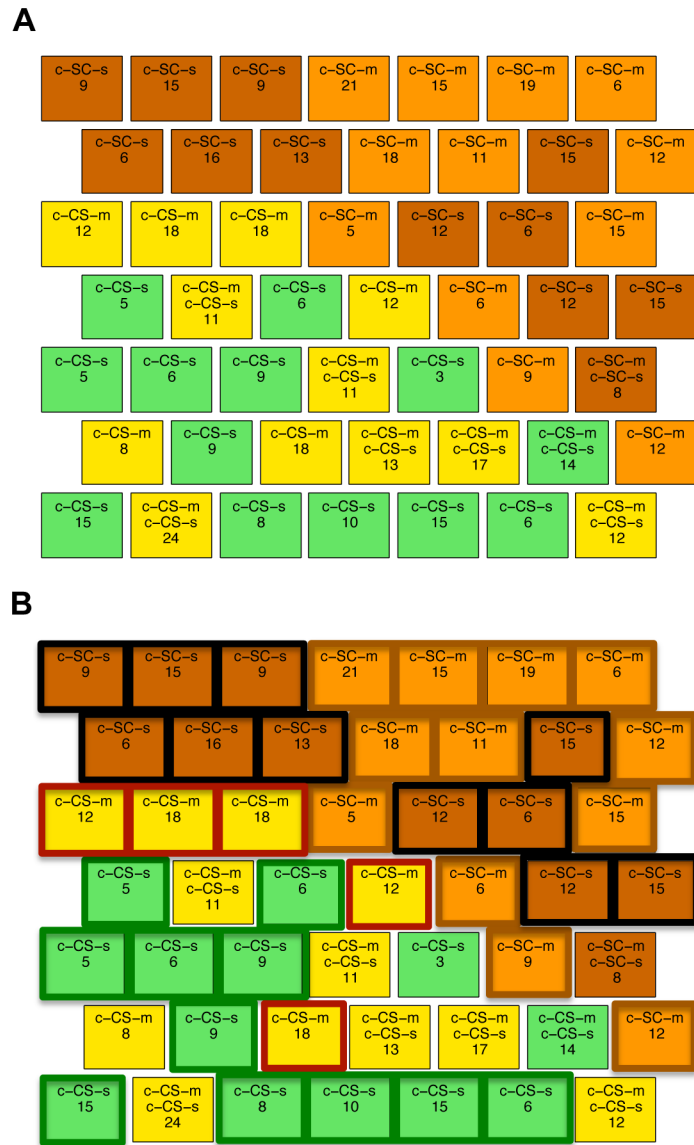 A
c–SC–s c–SC–s c–SC–s c–SC–m c–SC–m c–SC–m c–SC–m
9 15 9 21 15 19 6
c–SC–s c–SC–s c–SC–s c–SC–m c–SC–m c–SC–s c–SC–m
6 16 13 18 11 15 12
c–CS–m c–CS–m c–CS–m c–SC–m c–SC–s c–SC–s c–SC–m
12 18 18 5 12 6 15
c–CS–s c–CS–m c–CS–s c–CS–m c–SC–m c–SC–s c–SC–s
5 c–CS–s 6 12 6 12 15
11
c–CS–s c–CS–s c–CS–s c–CS–m c–CS–s c–SC–m c–SC–m
5 6 9 c–CS–s 3 9 c–SC–s
11 8
c–CS–m c–CS–s c–CS–m c–CS–m c–CS–m c–CS–m c–SC–m
8 9 18 c–CS–s c–CS–s c–CS–s 12
13 17 14
c–CS–s c–CS–m c–CS–s c–CS–s c–CS–s c–CS–s c–CS–m
15 c–CS–s 8 10 15 6 c–CS–s
24 12
B
c–SC–s c–SC–s c–SC–s c–SC–m c–SC–m c–SC–m c–SC–m
9 15 9 21 15 19 6
c–SC–s c–SC–s c–SC–s c–SC–m c–SC–m c–SC–s c–SC–m
6 16 13 18 11 15 12
c–CS–m c–CS–m c–CS–m c–SC–m c–SC–s c–SC–s c–SC–m
12 18 18 5 12 6 15
c–CS–s c–CS–m c–CS–s c–CS–m c–SC–m c–SC–s c–SC–s
5 c–CS–s 6 12 6 12 15
11
c–CS–s c–CS–s c–CS–s c–CS–m c–CS–s c–SC–m c–SC–m
5 6 9 c–CS–s 3 9 c–SC–s
11 8
c–CS–m c–CS–s c–CS–m c–CS–m c–CS–m c–CS–m c–SC–m
8 9 18 c–CS–s c–CS–s c–CS–s 12
13 17 14
c–CS–s c–CS–m c–CS–s c–CS–s c–CS–s c–CS–s c–CS–m
15 c–CS–s 8 10 15 6 c–CS–s
24 12